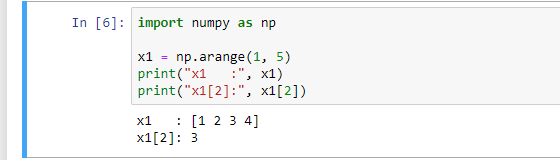 In [6]: import numpy as np
x1 = np.arange(1, 5)
print("x1   :", x1)
print("x1[2]:", x1[2])
x1   : [1 2 3 4]
x1[2]: 3